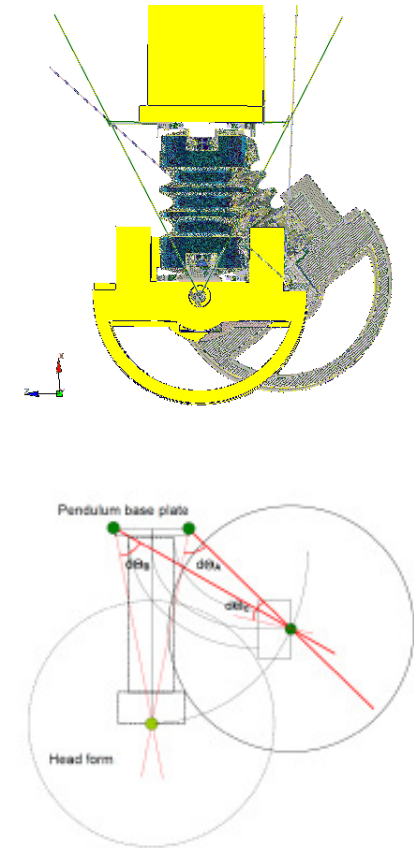 X
Z
Pendulum base plate
dΘB
dΘA
dΘC
Head form